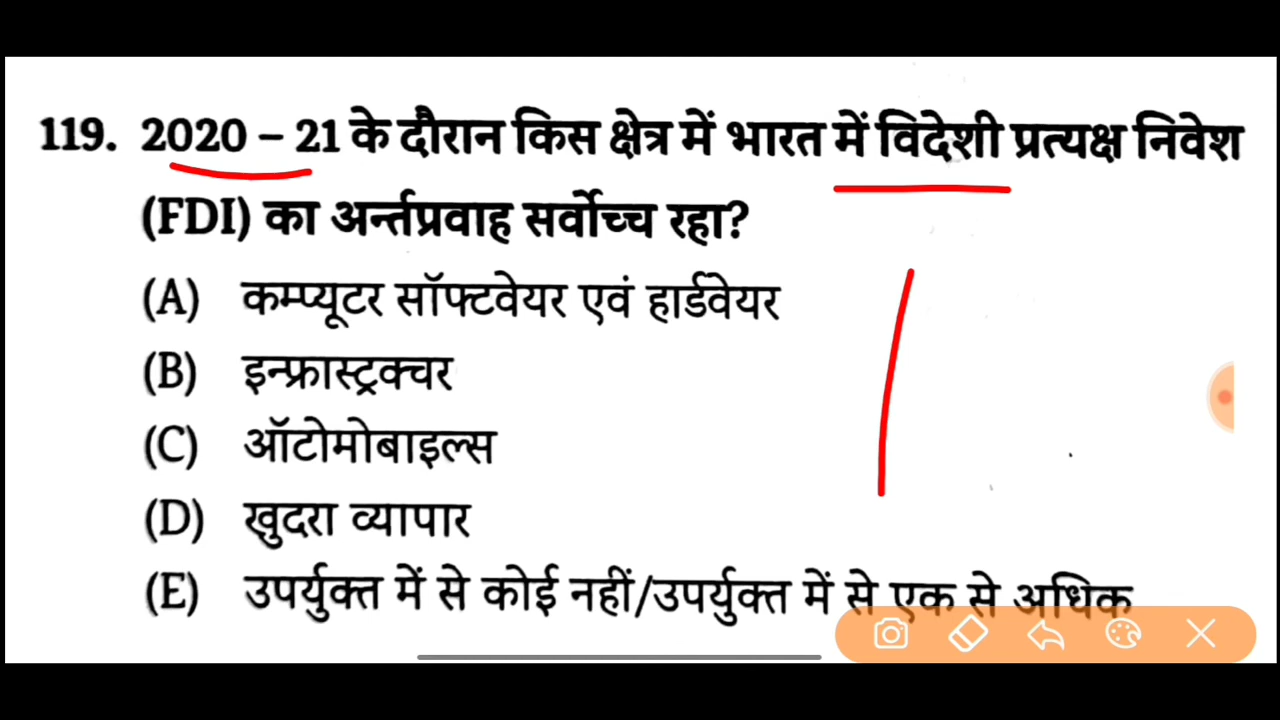 119. 2020 – 21 के दौरान किस क्षेत्र में भारत में विदेशी प्रत्यक्ष निवेश
(FDI) का अर्न्तप्रवाह सर्वोच्च रहा?
(A) कम्प्यूटर सॉफ्टवेयर एवं हार्डवेयर
(B) इन्फ्रास्ट्रक्चर
(C) ऑटोमोबाइल्स
(D) खुदरा व्यापार
(E) उपर्युक्त में से कोई नहीं/उपर्युक्त में से एक से अधिक